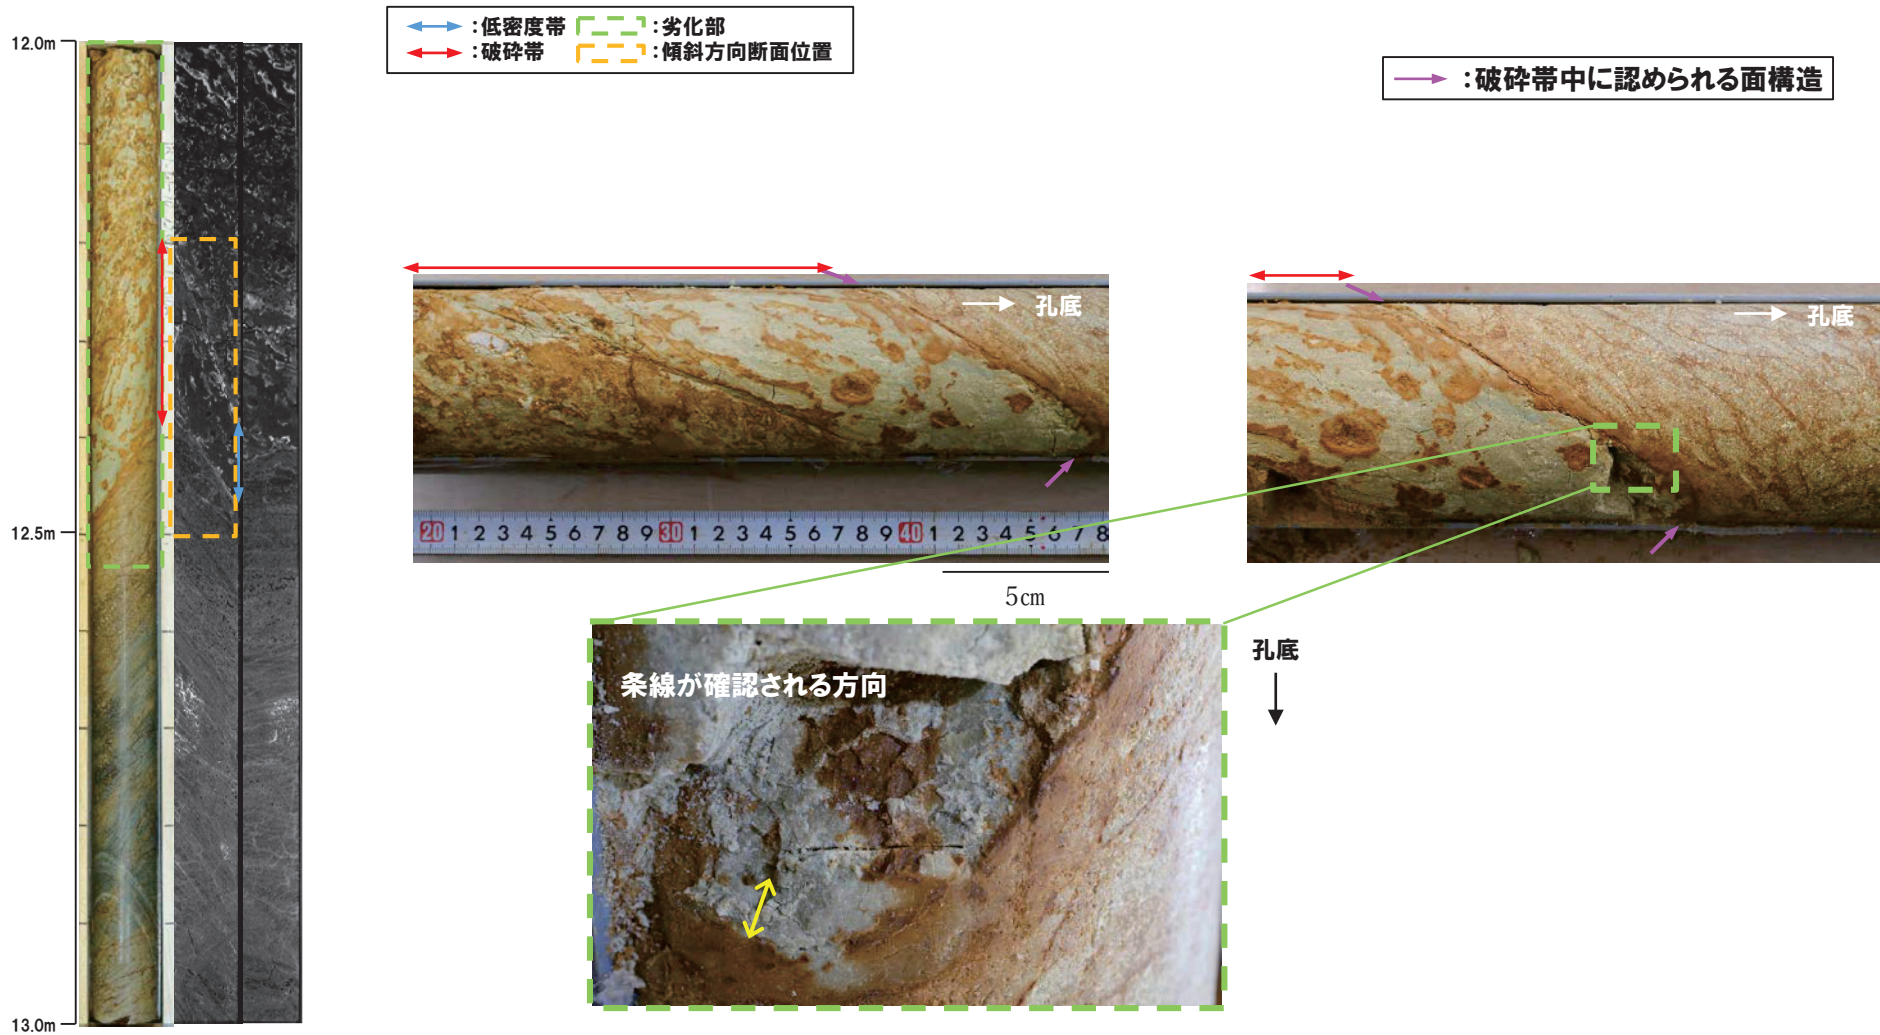 :低密度帯
:劣化部
:破砕帯
:傾斜方向断面位置
:破砕帯中に認められる面構造
12.0m
12.5m
13.0m
孔底
20 1 2 3 4 5 6 7 8 9 30 1 2 3 4 5 6 7 8 9 40 1 2 3 4 5 6 7 8
5cm
孔底
条線が確認される方向
孔底